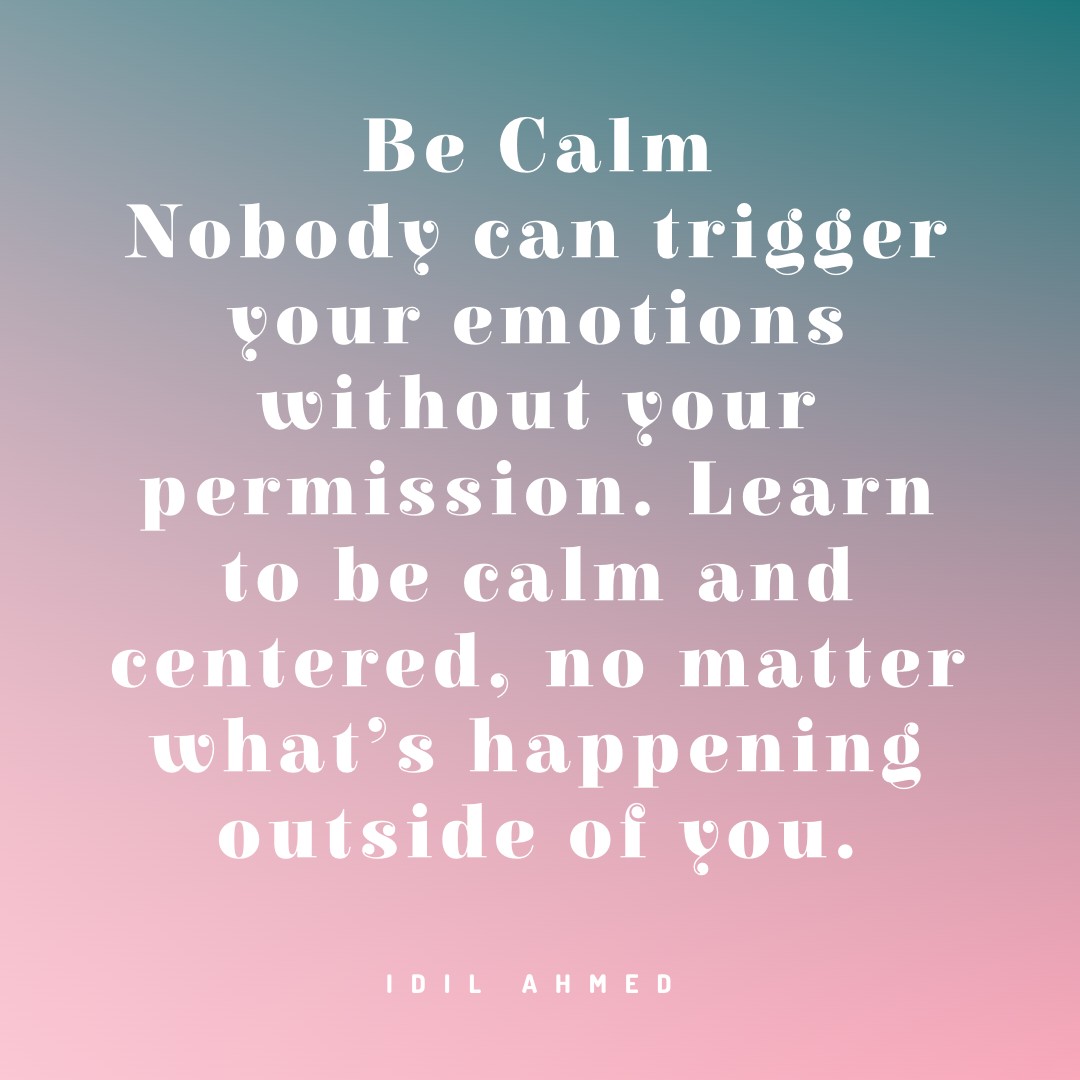 Be Calm
Nobody can trigger
your emotions
without your
permission. Learn
to be calm and
centered, no matter
what’s happening
outside of you.
IDIL AHMED